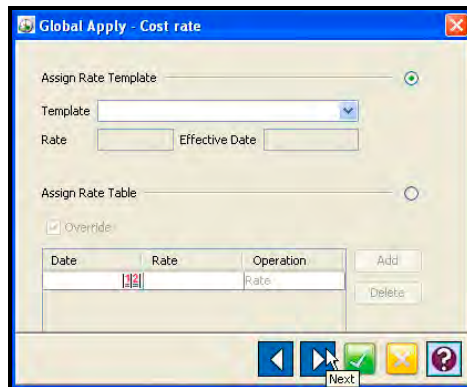 Global Apply - Cost rate
Assign Rate Template
Template
Rate Effective Date
Assign Rate Table
Override
Date Rate Operation Add
12 Rate
Delete
Next